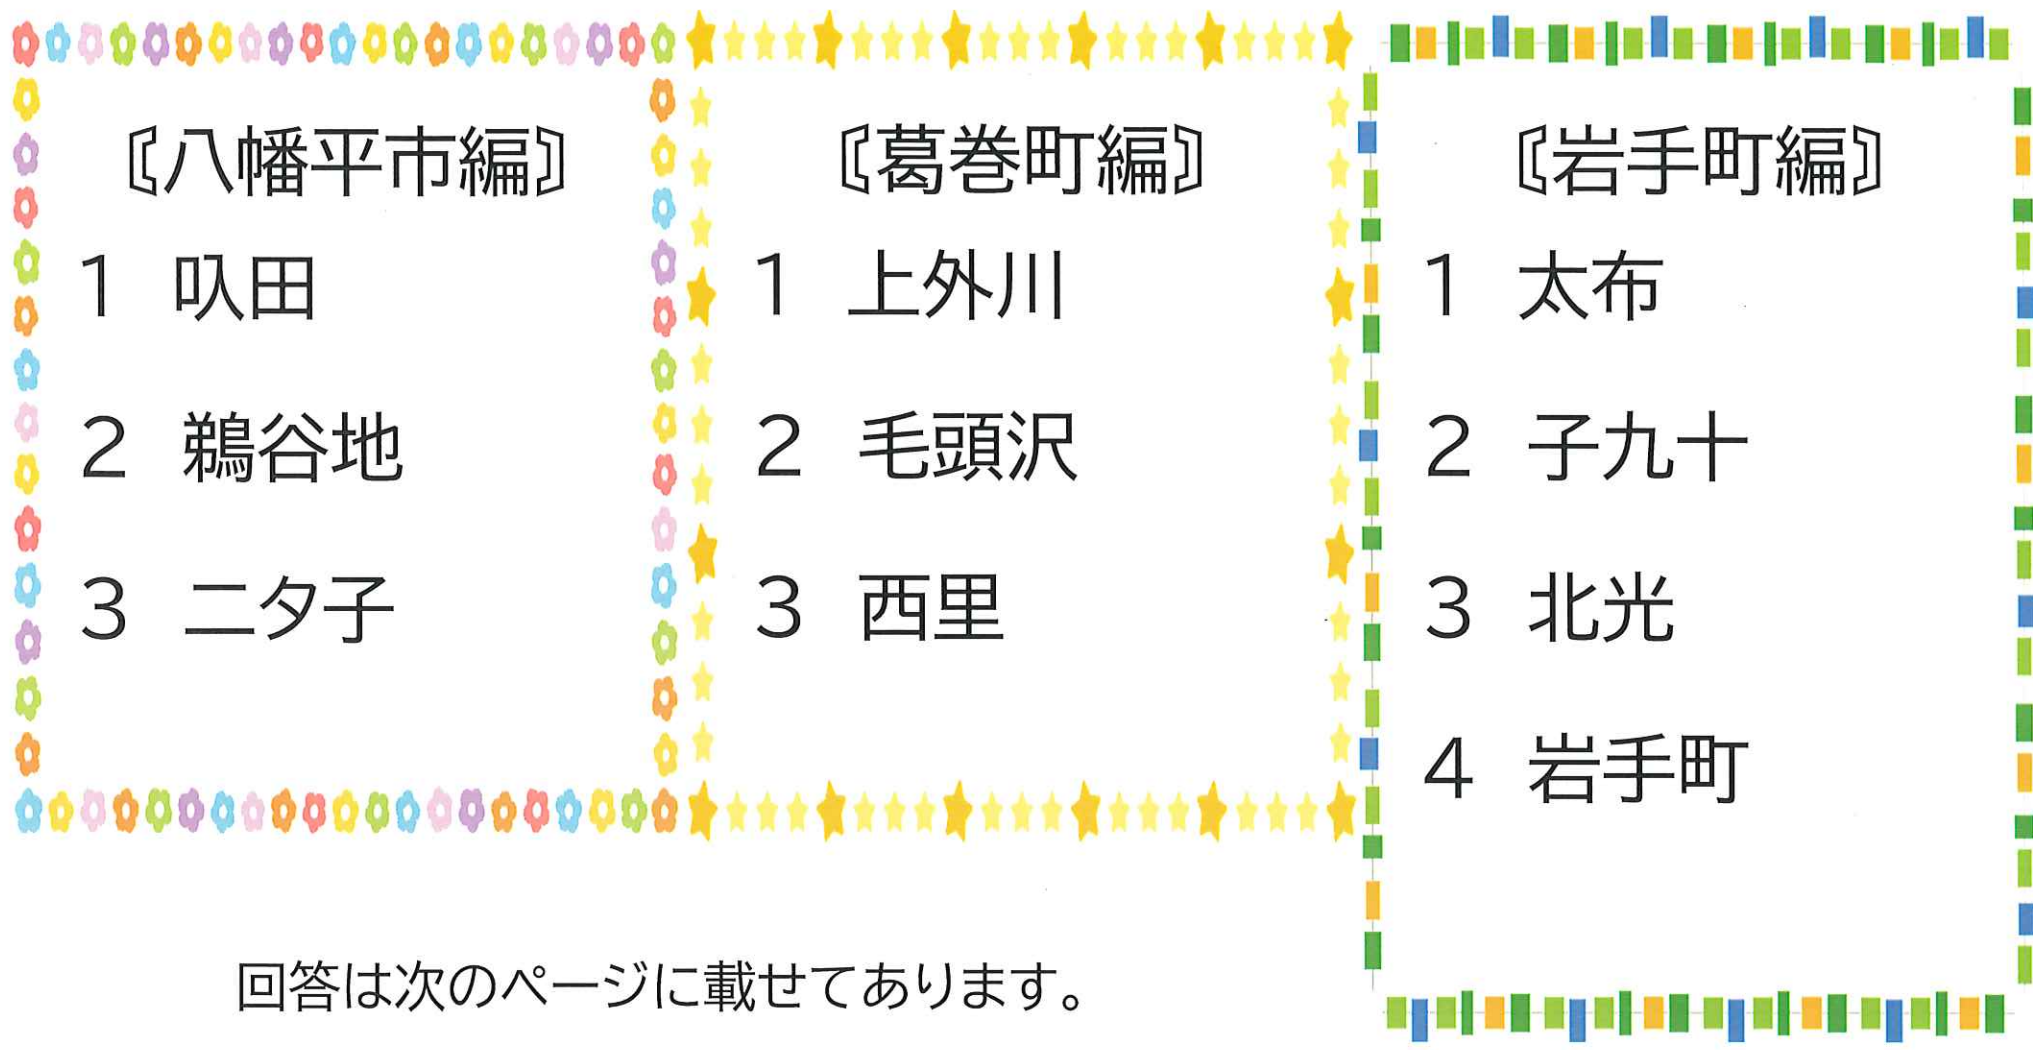 〖八幡平市編〗
1 叺田
2 鵜谷地
3 二タ子
〖葛巻町編〗
1 上外川
2 毛頭沢
3 西里
〖岩手町編〗
1 太布
2 子九十
3 北光
4 岩手町
回答は次のページに載せてあります。